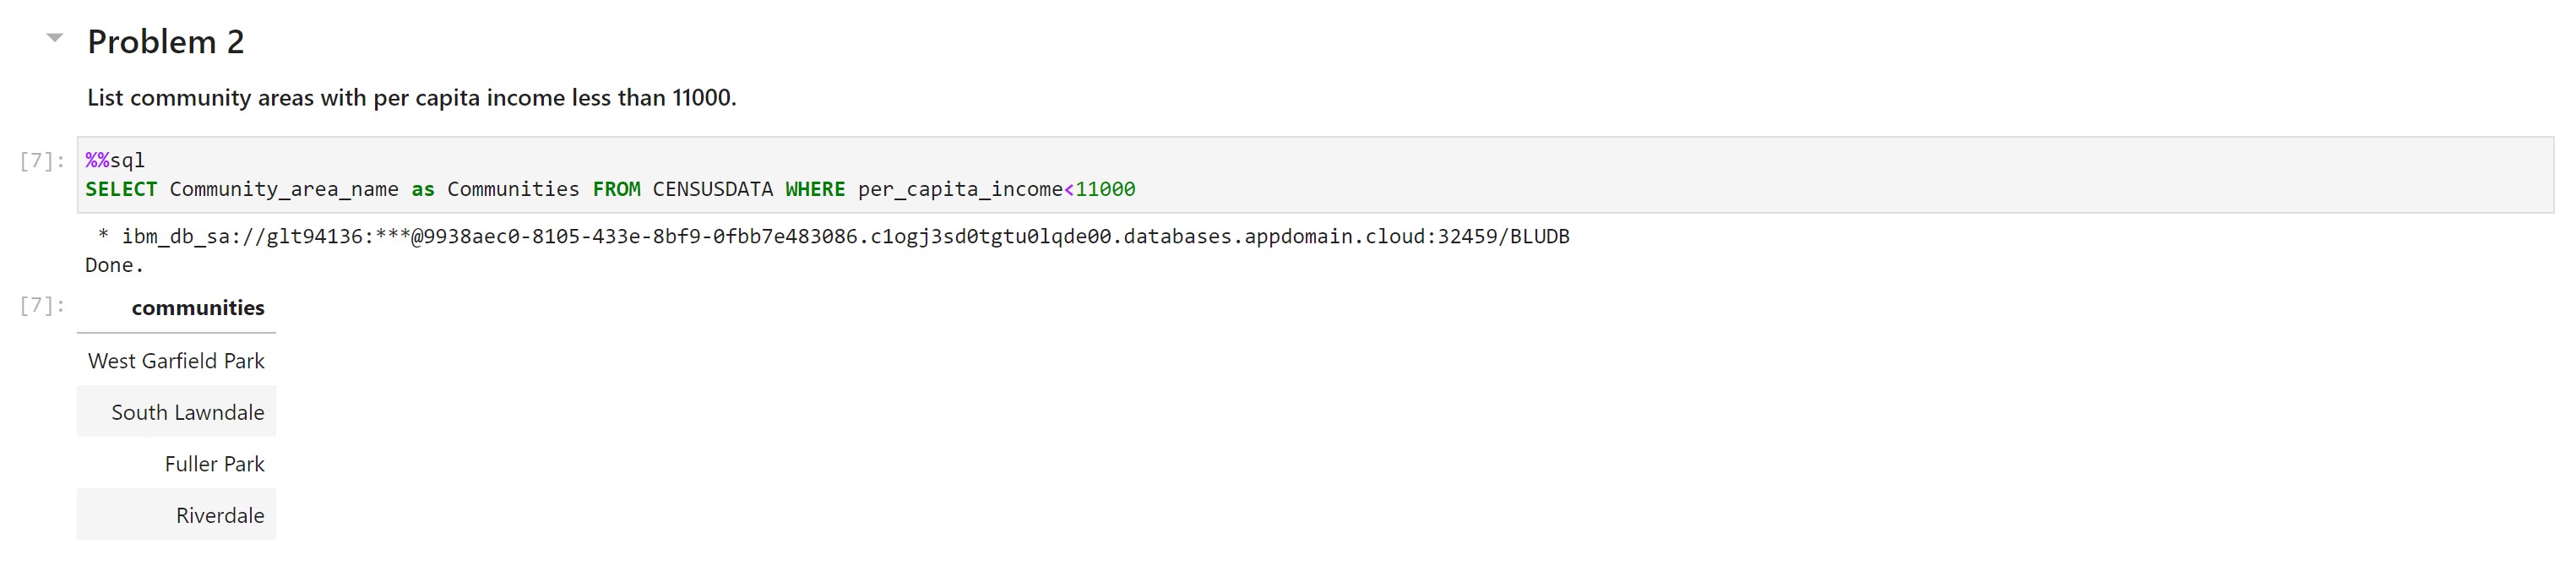 Problem 2
List community areas with per capita income less than 11000.
[7]: %%sql
SELECT Community_area_name as Communities FROM CENSUSDATA WHERE per_capita_income<11000
* ibm_db_sa://glt94136:***@9938aec0-8105-433e-8bf9-0fbb7e483086.c1ogj3sd0tgtu0lqde00.databases.appdomain.cloud:32459/BLUDB
Done.
[7]: communities
West Garfield Park
South Lawndale
Fuller Park
Riverdale